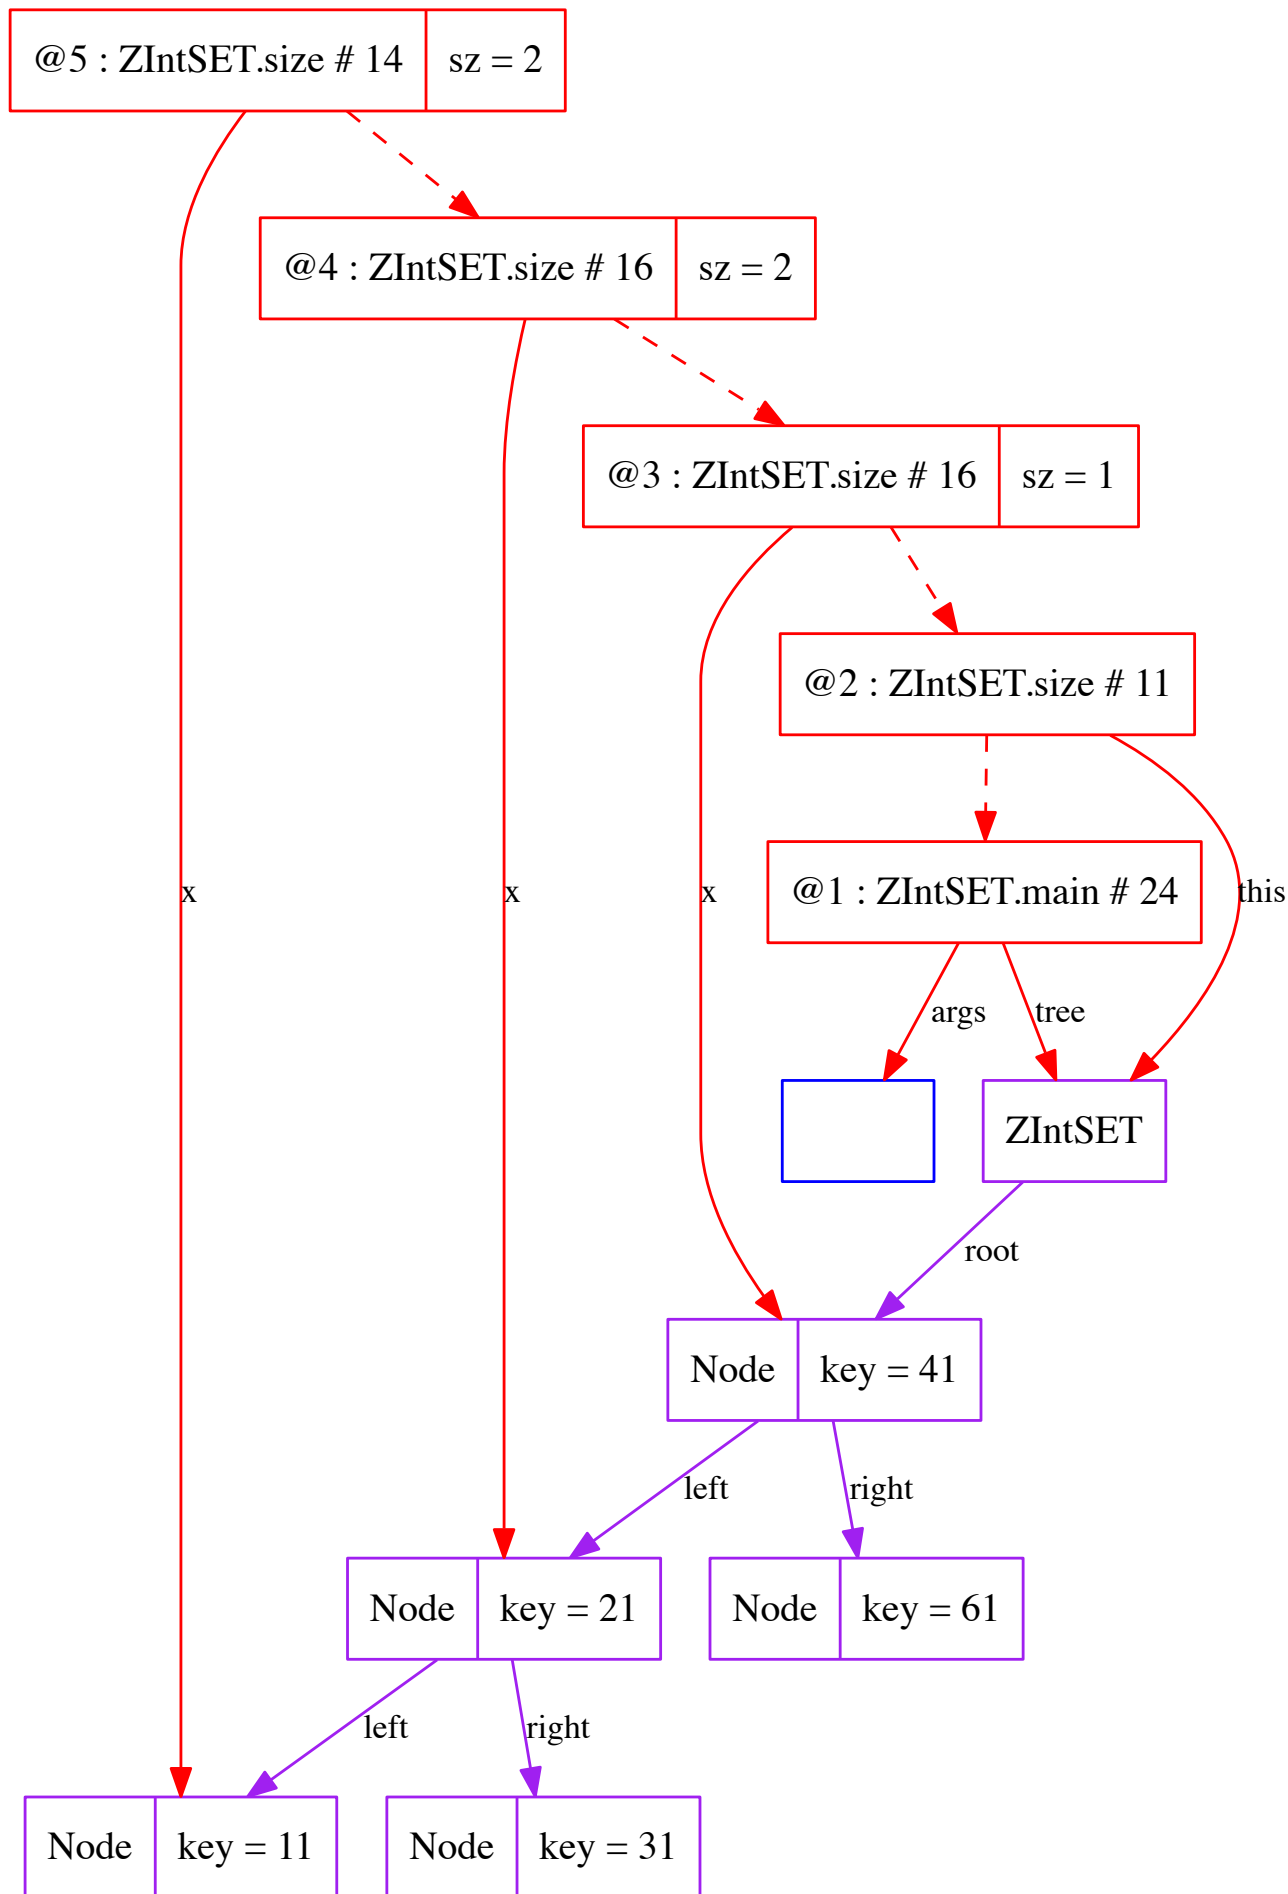 @5 : ZIntSET.size # 14 sz = 2
@4 : ZIntSET.size # 16 sz = 2
@3 : ZIntSET.size # 16 sz = 1
@2 : ZIntSET.size # 11
x x x @1 : ZIntSET.main # 24 this
args tree
ZIntSET
root
Node key = 41
left right
Node key = 21 Node key = 61
left right
Node key = 11 Node key = 31